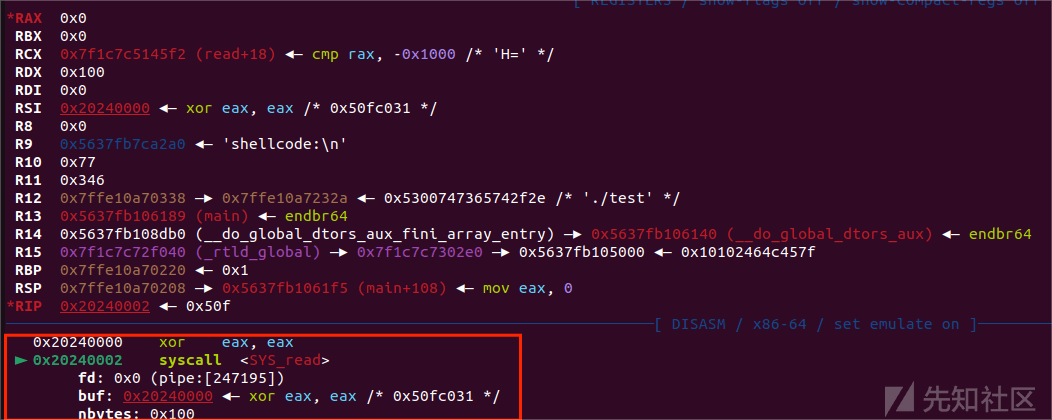 [ REGISTERS / show-flags off / show-compact-regs off
*RAX 0x0
RBX 0x0
RCX 0x7f1c7c5145f2 (read+18) ◂— cmp rax, -0x1000 /* 'H=' */
RDX 0x100
RDI 0x0
RSI 0x20240000 ◂— xor eax, eax /* 0x50fc031 */
R8 0x0
R9 0x5637fb7ca2a0 ◂— 'shellcode:\n'
R10 0x77
R11 0x346
R12 0x7ffe10a70338 —▸ 0x7ffe10a7232a ◂— 0x5300747365742f2e /* './test' */
R13 0x5637fb106189 (main) ◂— endbr64
R14 0x5637fb108db0 (__do_global_dtors_aux_fini_array_entry) —▸ 0x5637fb106140 (__do_global_dtors_aux) ◂— endbr64
R15 0x7f1c7c72f040 (_rtld_global) —▸ 0x7f1c7c7302e0 —▸ 0x5637fb105000 ◂— 0x10102464c457f
RBP 0x7ffe10a70220 ◂— 0x1
RSP 0x7ffe10a70208 —▸ 0x5637fb1061f5 (main+108) ◂— mov eax, 0
*RIP 0x20240002 ◂— 0x50f
[ DISASM / x86-64 / set emulate on ]
0x20240000 xor eax, eax
► 0x20240002 syscall <SYS_read>
fd: 0x0 (pipe:[247195])
buf: 0x20240000 ◂— xor eax, eax /* 0x50fc031 */
nbytes: 0x100
先知社区